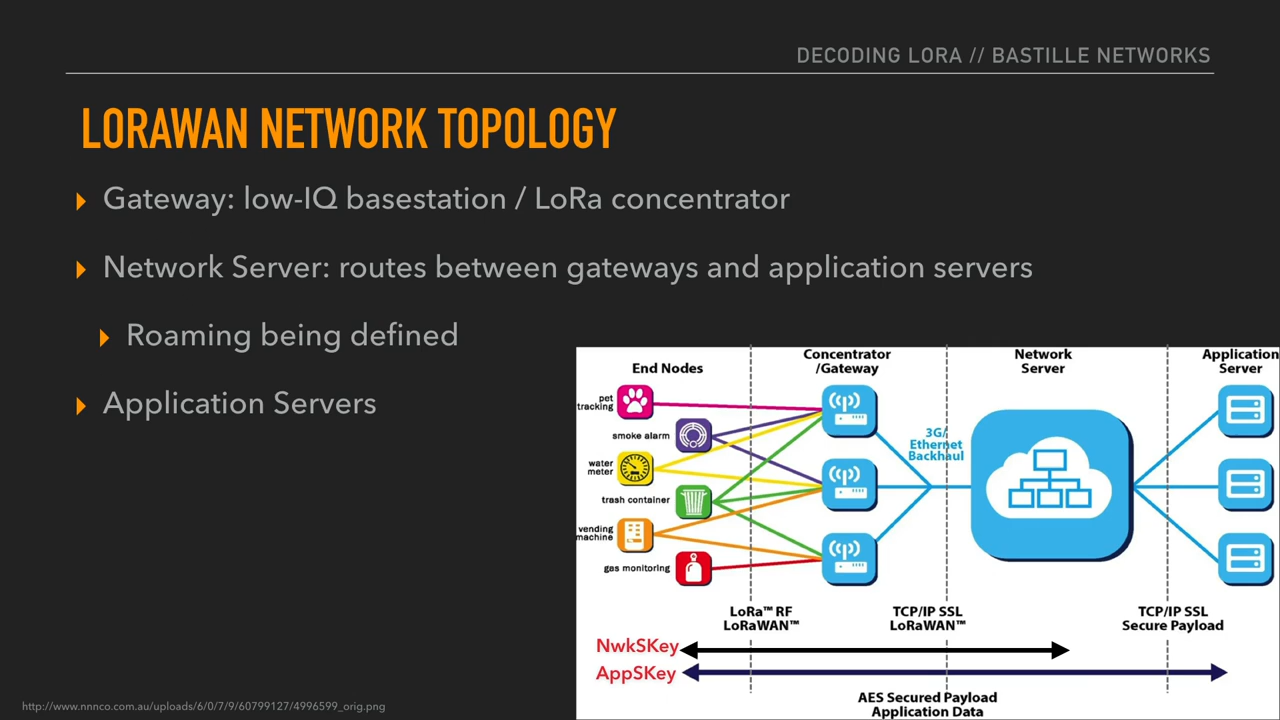 DECODING LORA // BASTILLE NETWORKS
LORAWAN NETWORK TOPOLOGY
Gateway: low-IQ basestation / LoRa concentrator
Network Server: routes between gateways and application servers
Roaming being defined
Application Servers
End Nodes
Concentrator
/Gateway
Network
Server
Application
Server
pet
tracking
smoke alarm
water
meter
trash container
vending
machine
gas monitoring
3G/
Ethernet
Backhaul
LoRa™ RF
LoRaWAN™
TCP/IP SSL
LoRaWAN™
TCP/IP SSL
Secure Payload
NwkSKey
AppSKey
AES Secured Payload
Application Data
http://www.nnnco.com.au/uploads/6/0/7/9/60799127/4996599_orig.png